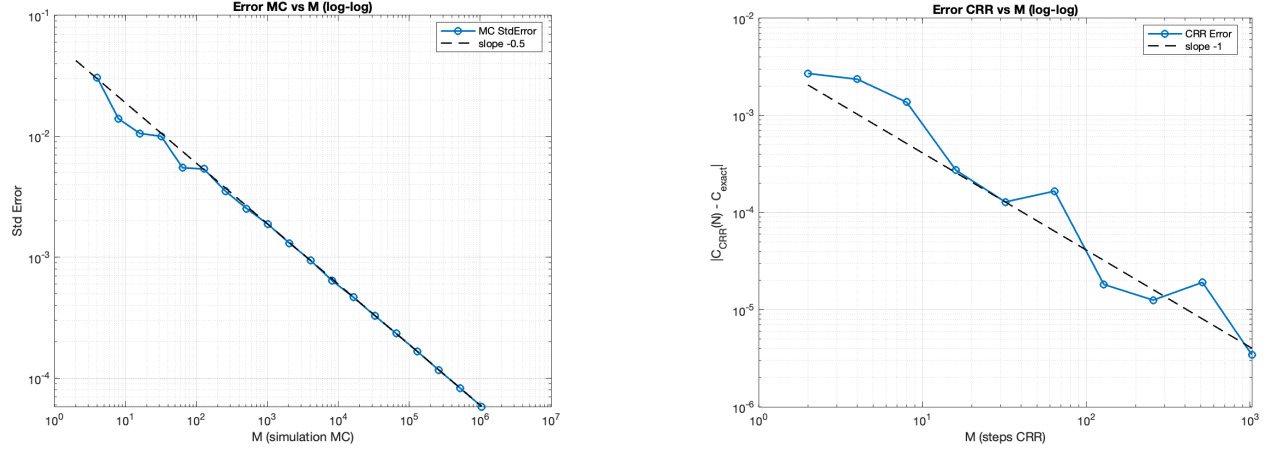 Error MC vs M (log-log)
10^-1
10^-2
10^-3
10^-4
Std Error
MC StdError
slope -0.5
10^0 10^1 10^2 10^3 10^4 10^5 10^6 10^7
M (simulation MC)
Error CRR vs M (log-log)
10^-2
10^-3
10^-4
10^-5
10^-6
|C_CRR(N) - C_exact|
CRR Error
slope -1
10^0 10^1 10^2 10^3
M (steps CRR)